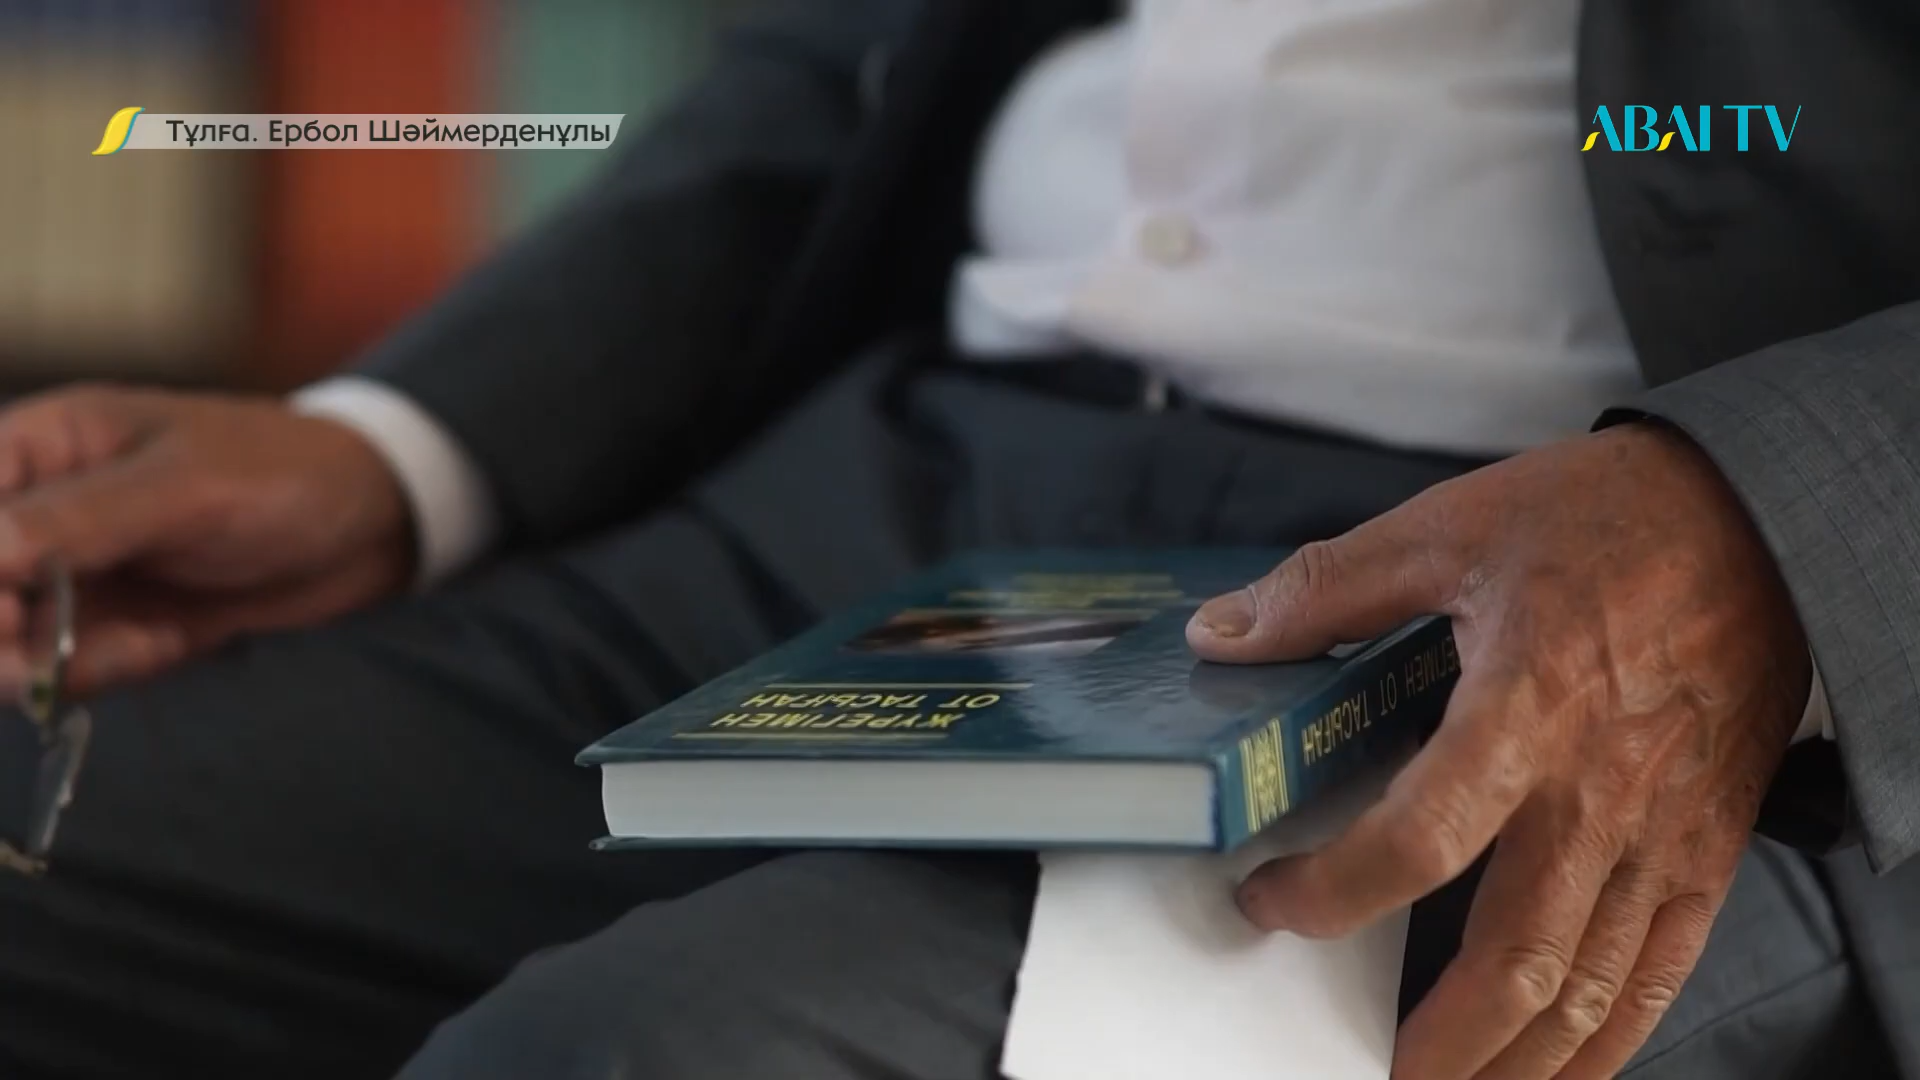 Тұлға. Ербол Шәймерденұлы
ABAI TV
ЖҮРЕГІМЕН
ОТ ТАСЫҒАН
ЖҮРЕГІМЕН ОТ ТАСЫҒАН